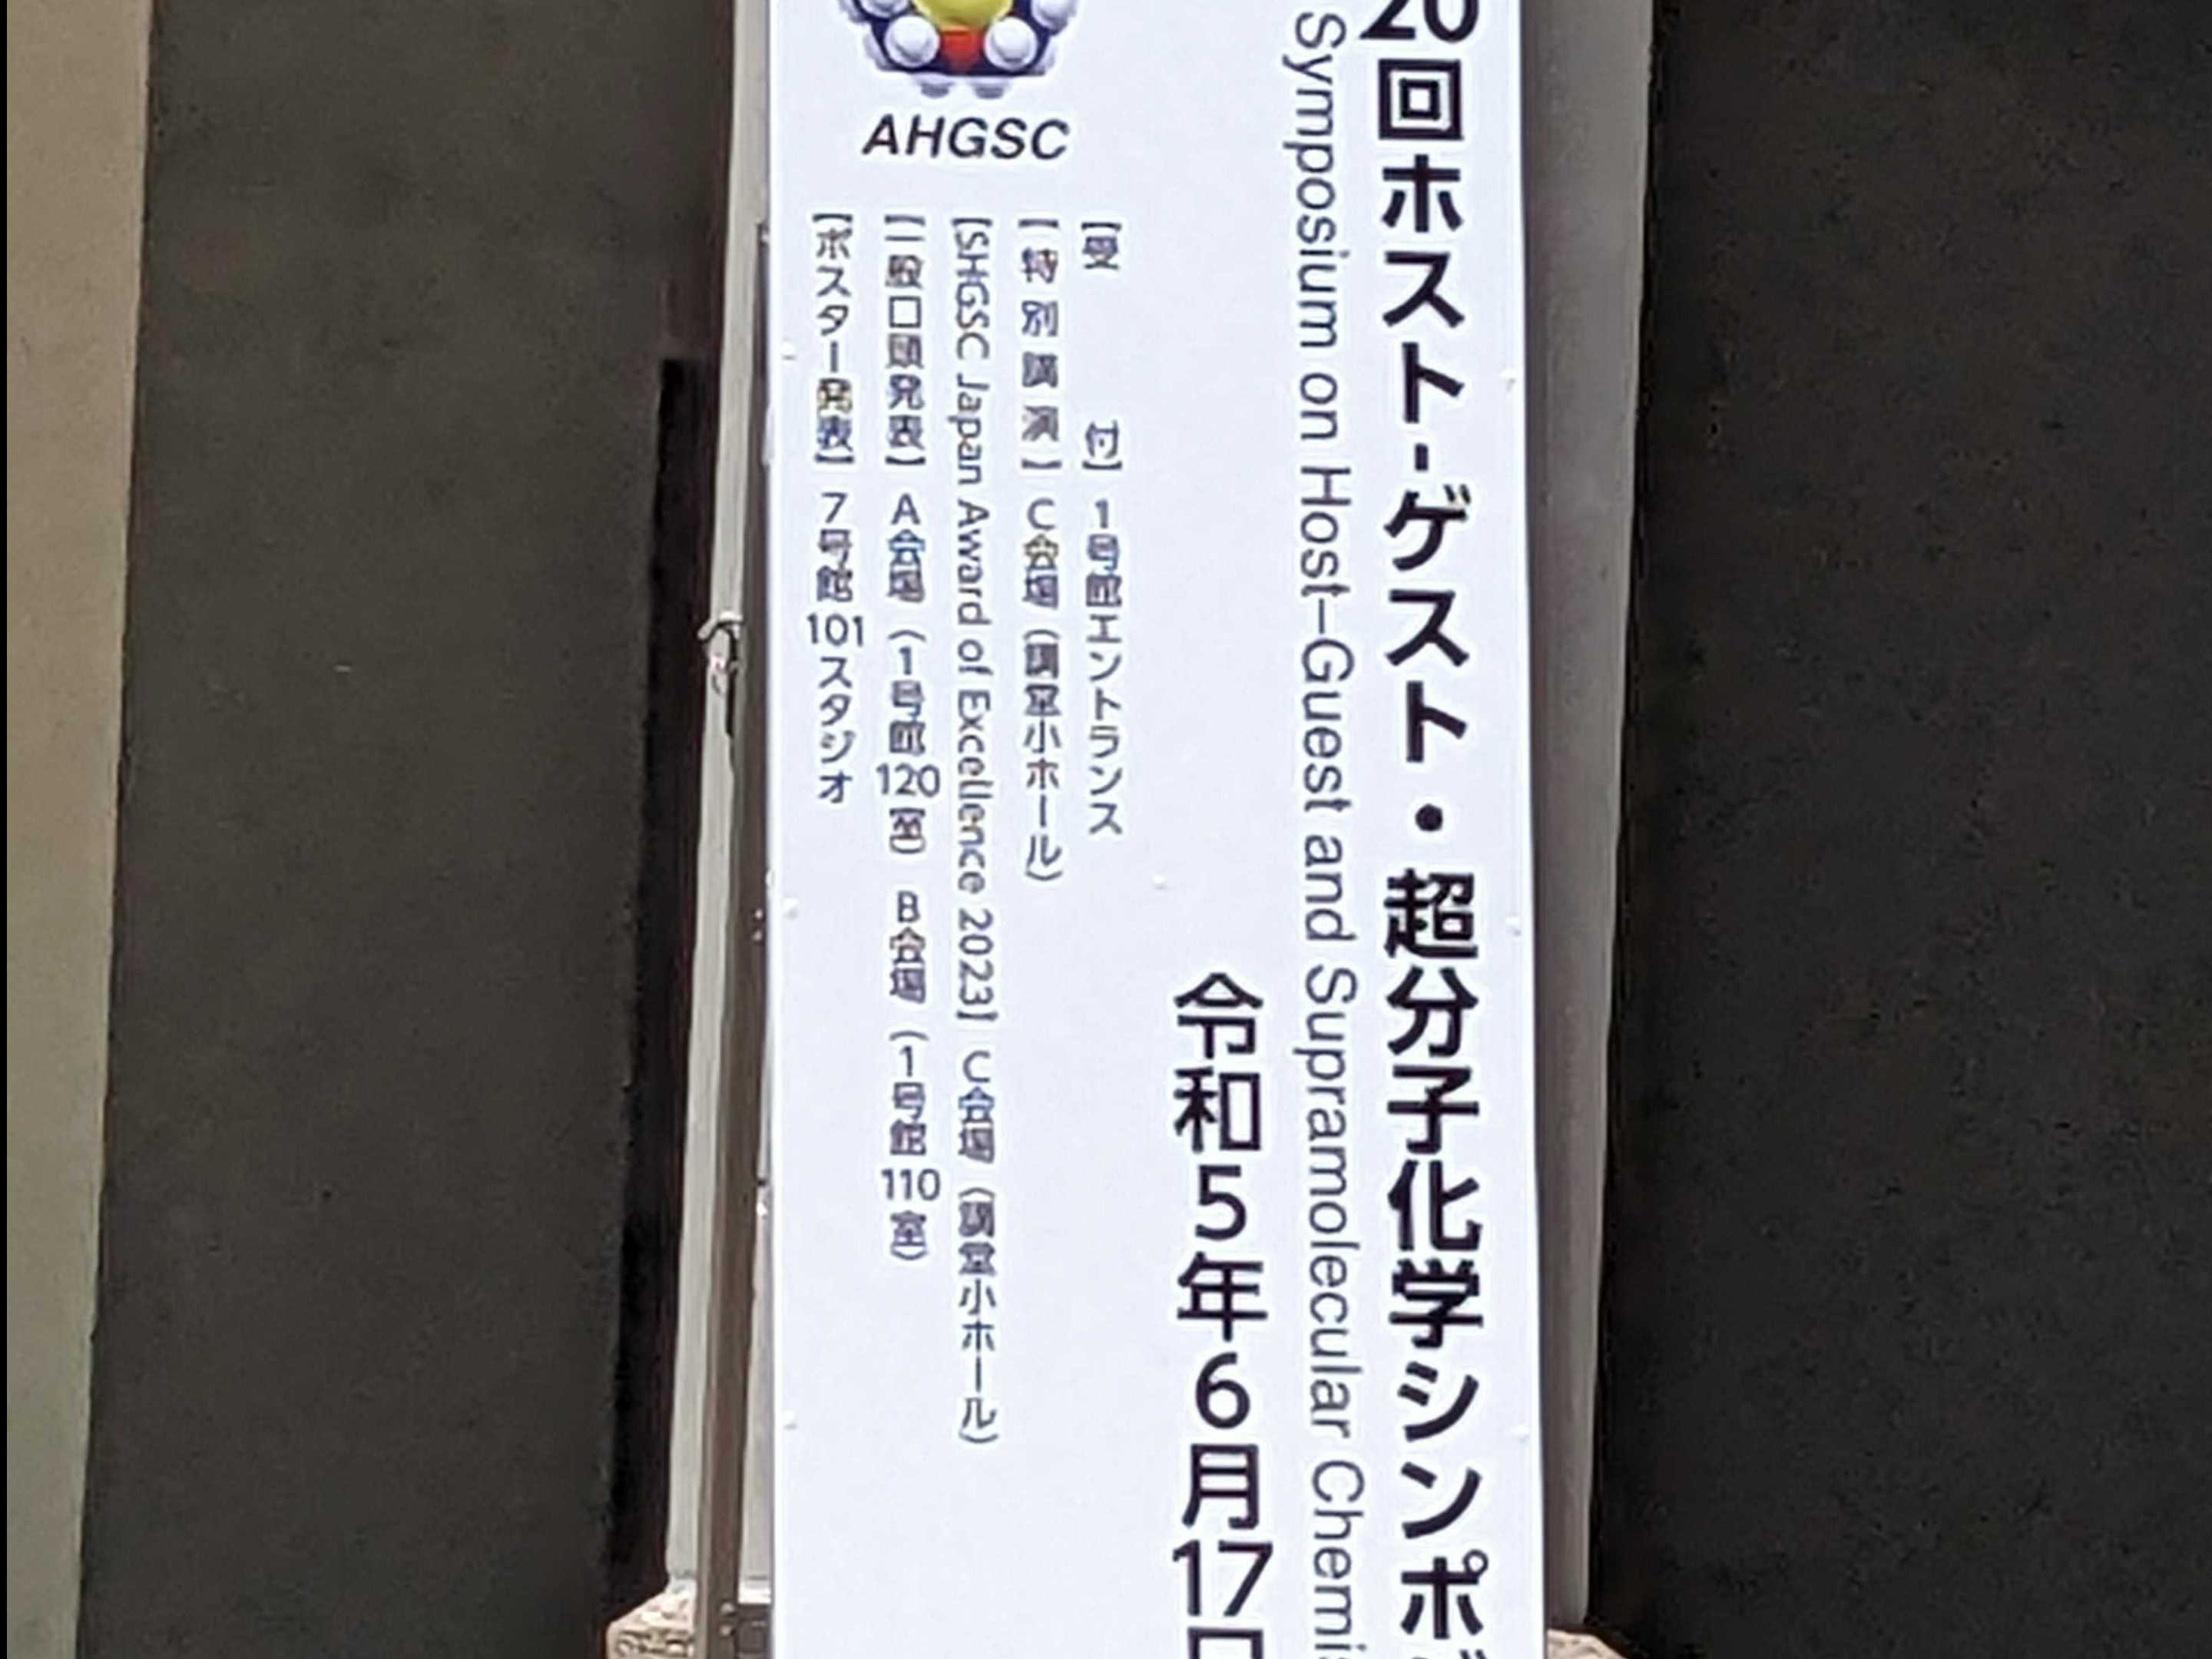 20回ホスト-ゲスト・超分子化学シンポ
Symposium on Host–Guest and Supramolecular Chemis
令和5年6月17日
【受付】1号館エントランス
【特別講演】C会場（講堂小ホール）
【SHGSC Japan Award of Excellence 2023】C会場（講堂小ホール）
【一般口頭発表】A会場（1号館120室）B会場（1号館110室）
【ポスター発表】7号館101スタジオ
AHGSC